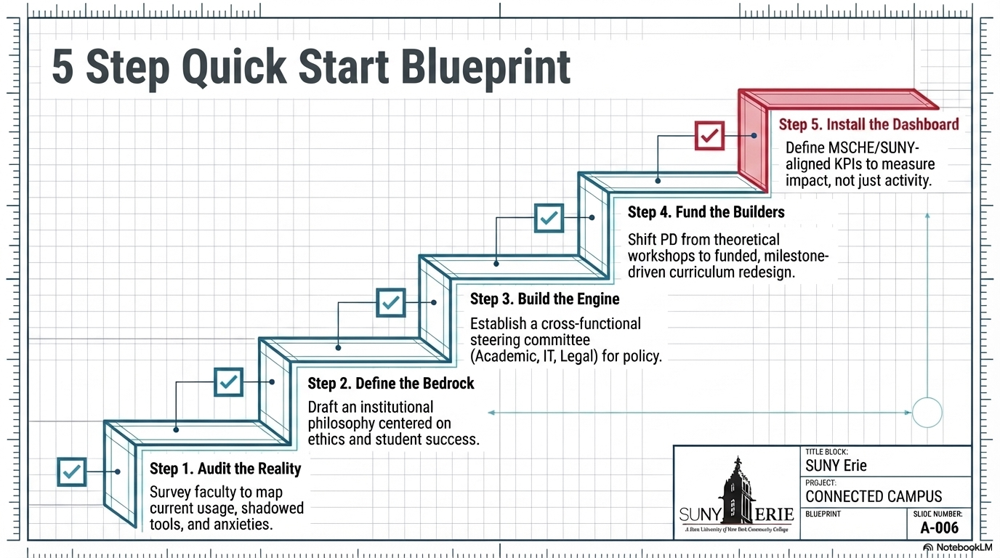 5 Step Quick Start Blueprint
Step 5. Install the Dashboard
Define MSCHE/SUNY-
aligned KPIs to measure
impact, not just activity.
Step 4. Fund the Builders
Shift PD from theoretical
workshops to funded, milestone-
driven curriculum redesign.
Step 3. Build the Engine
Establish a cross-functional
steering committee
(Academic, IT, Legal) for policy.
Step 2. Define the Bedrock
Draft an institutional
philosophy centered on
ethics and student success.
Step 1. Audit the Reality
Survey faculty to map
current usage, shadowed
tools, and anxieties.
SUNY ERIE
University of New Community College
TITLE BLOCK:
SUNY Erie
PROJECT:
CONNECTED CAMPUS
BLUEPRINT
SLIDE NUMBER:
A-006
NotebookLM